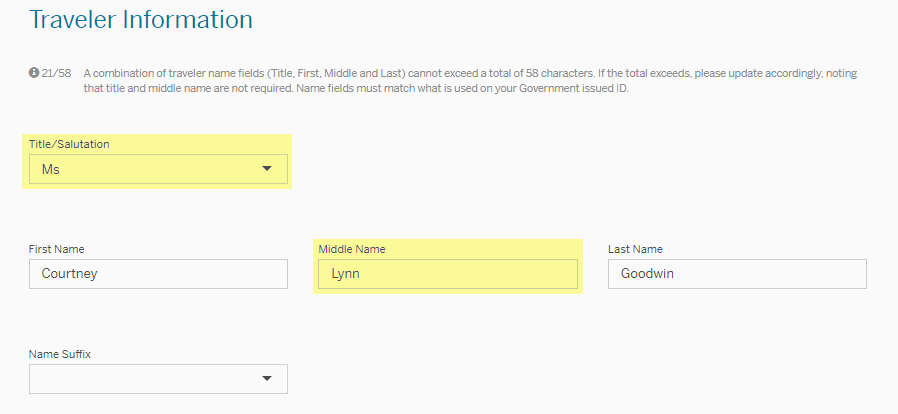 Traveler Information
21/58 A combination of traveler name fields (Title, First, Middle and Last) cannot exceed a total of 58 characters. If the total exceeds, please update accordingly, noting
that title and middle name are not required. Name fields must match what is used on your Government issued ID.
Title/Salutation
Ms
First Name
Middle Name
Last Name
Courtney
Lynn
Goodwin
Name Suffix